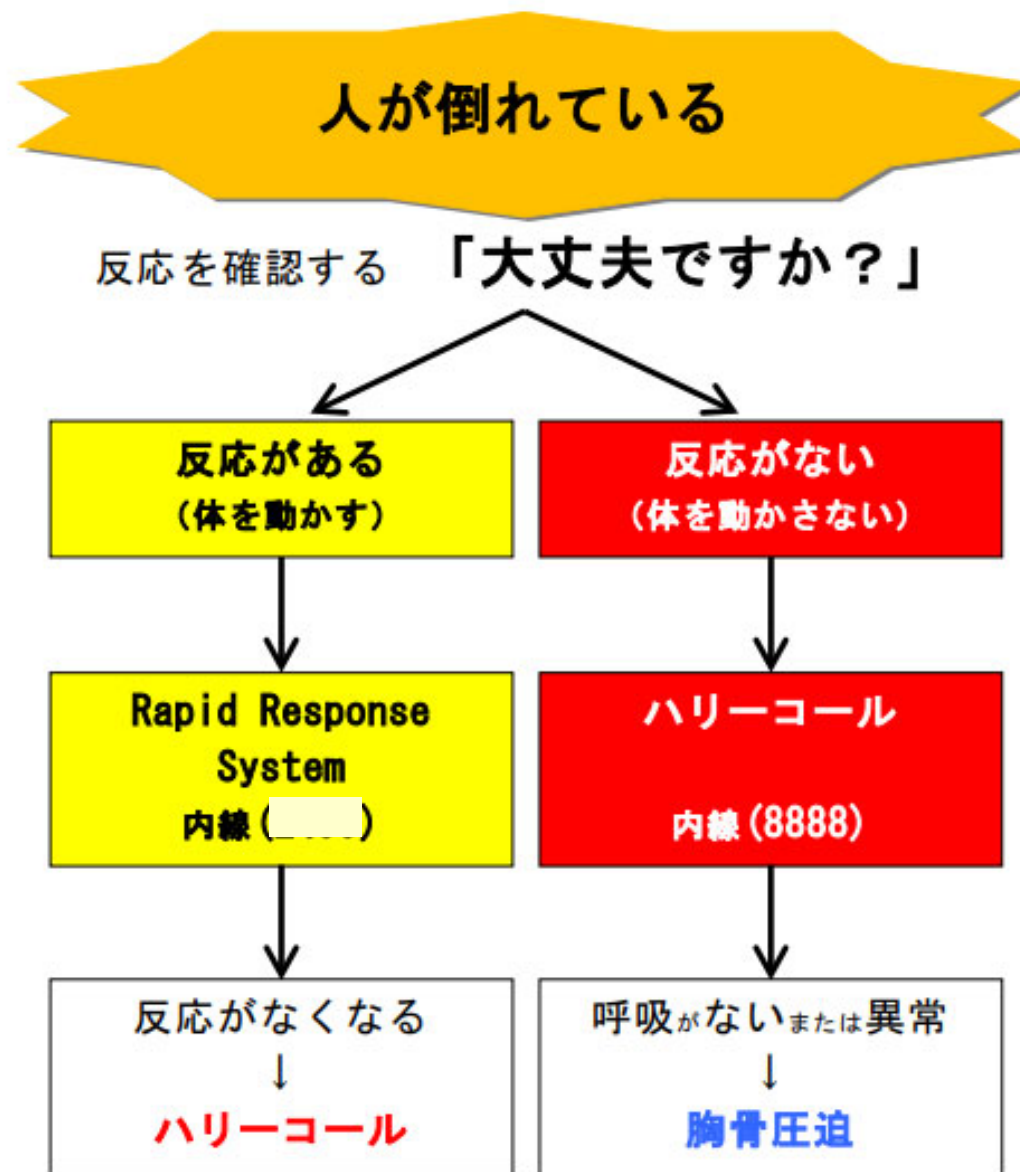 人が倒れている
反応を確認する 「大丈夫ですか?」
反応がある
(体を動かす)
反応がない
(体を動かさない)
Rapid Response
System
内線( )
ハリーコール
内線(8888)
反応がなくなる
↓
ハリーコール
呼吸がないまたは異常
↓
胸骨圧迫